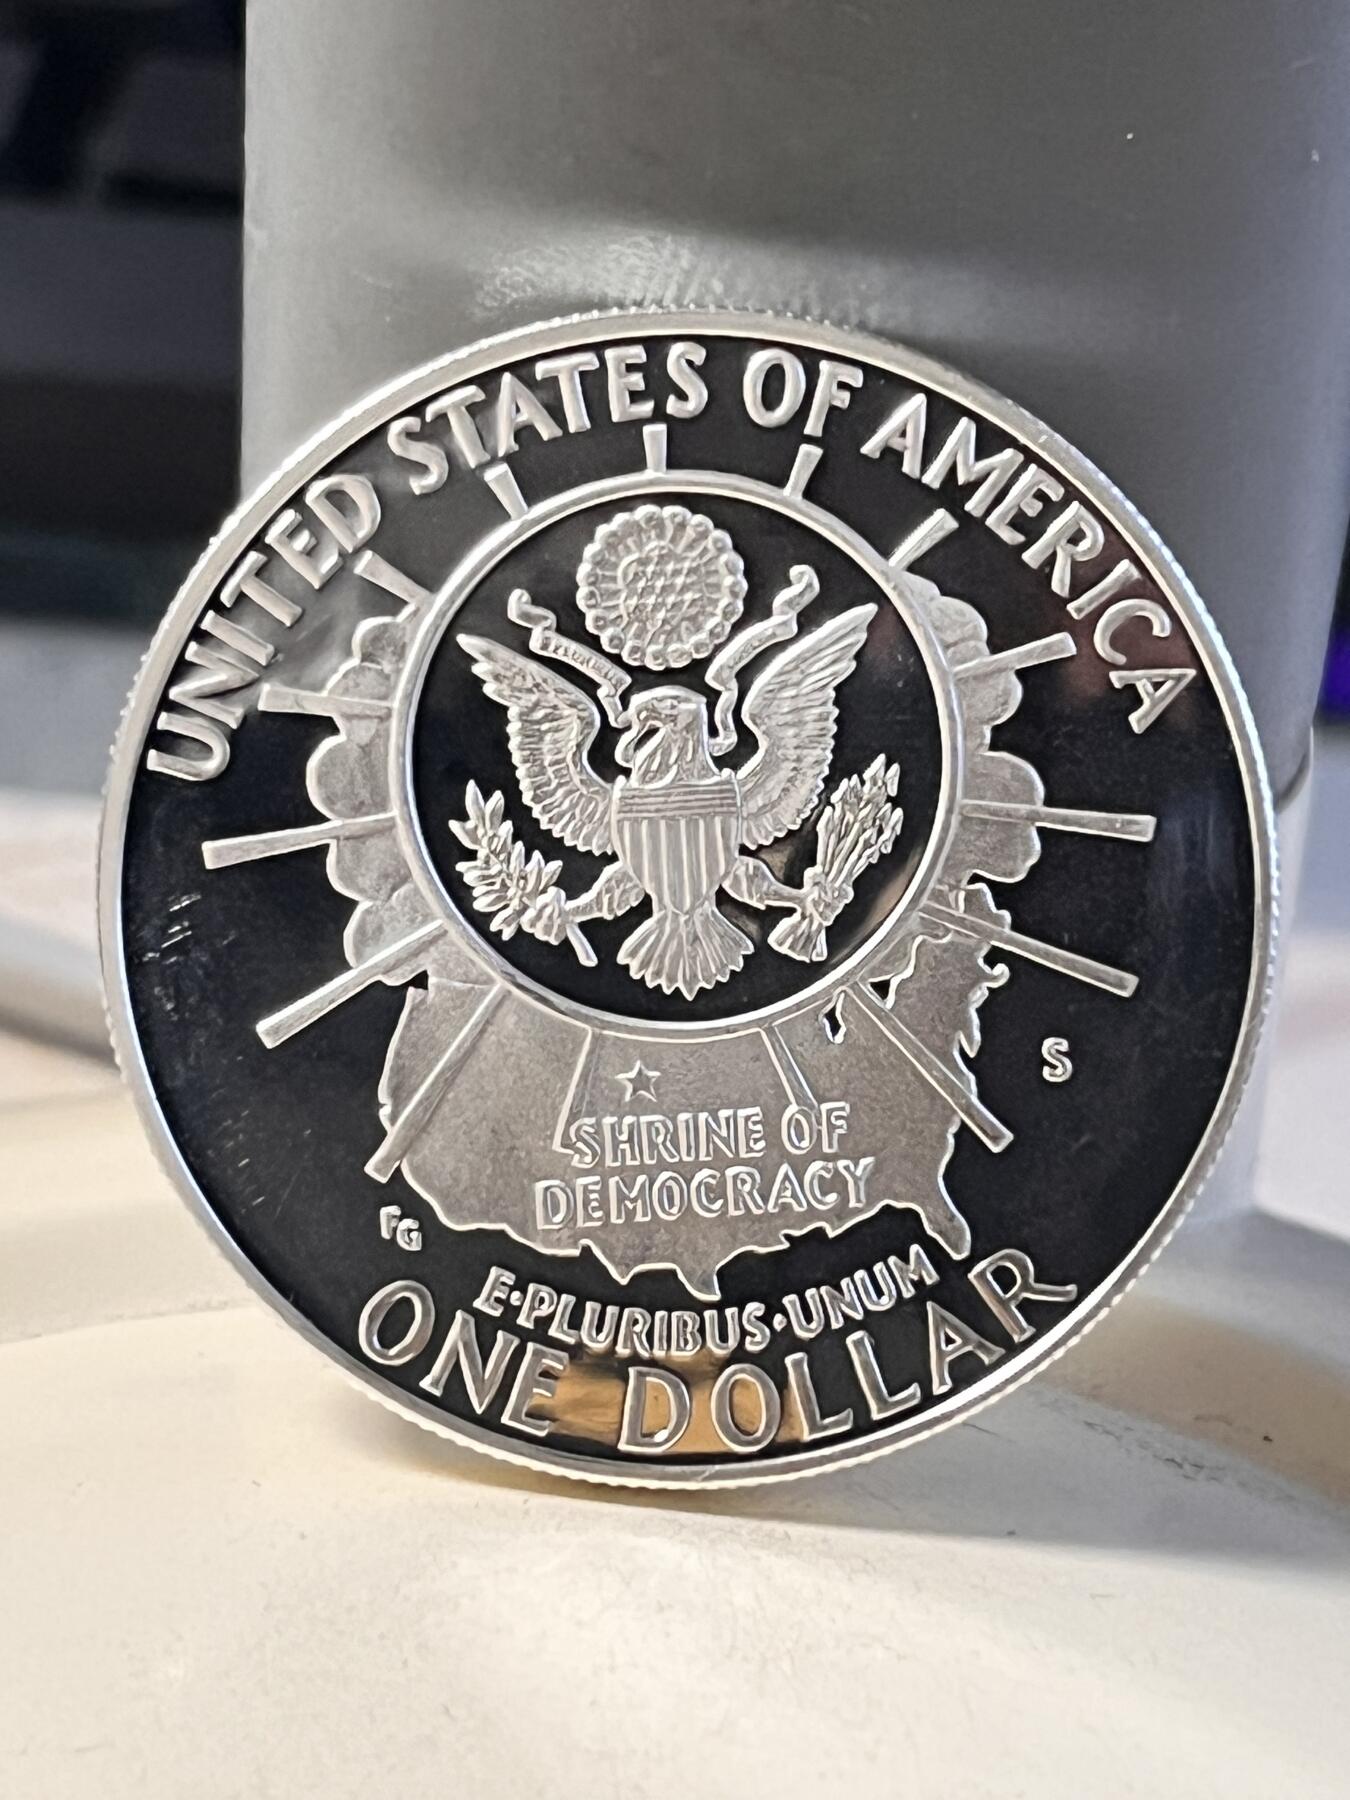 UNITED STATES OF AMERICA
S
SHRINE OF
DEMOCRACY
FG
E·PLURIBUS·UNUM
ONE DOLLAR